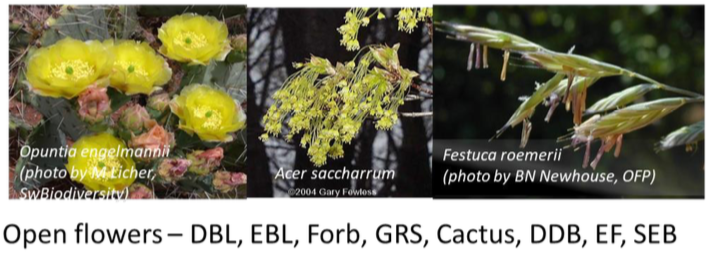 Opuntia engelmannii
(photo by M Licher,
SwBiodiversity)
Acer saccharrum
©2004 Gary Fewless
Festuca roemerii
(photo by BN Newhouse, OFP)
Open flowers – DBL, EBL, Forb, GRS, Cactus, DDB, EF, SEB